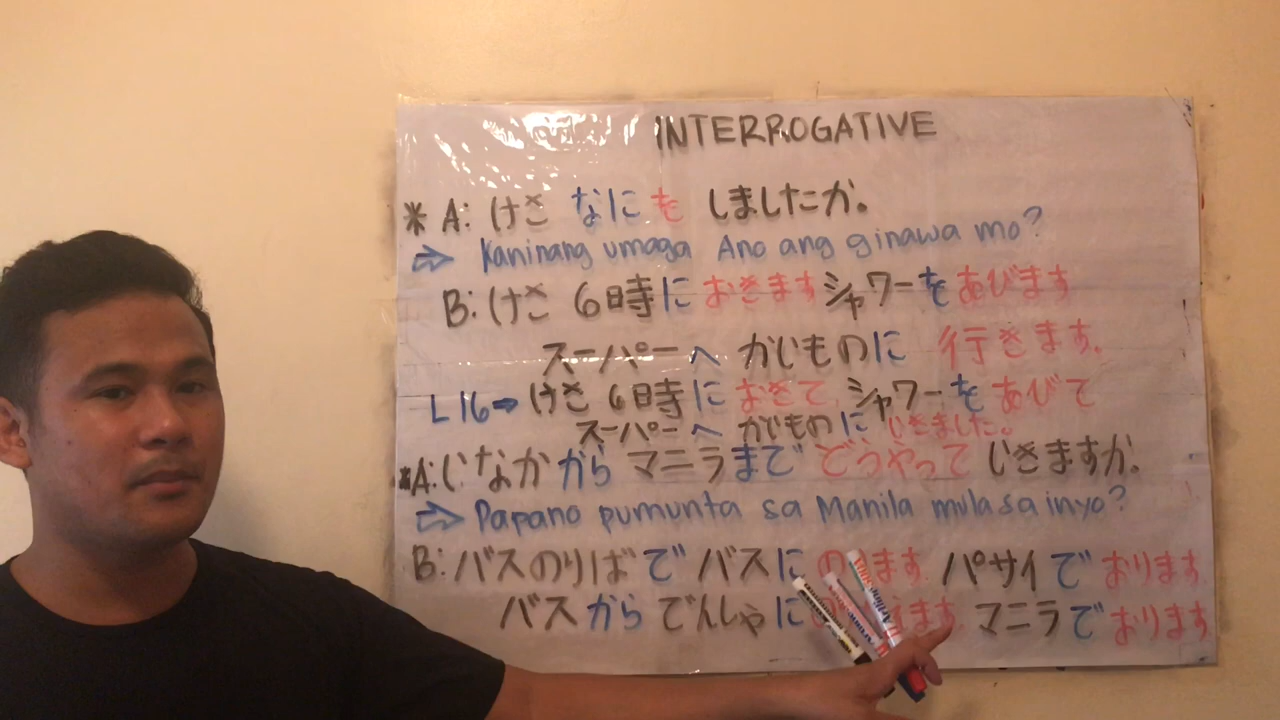 INTERROGATIVE
* A: けさ なにを しましたか。
⇒ Kaninang umaga Ano ang ginawa mo?
B: けさ 6時に おきます シャワーを あびます
スーパーへ かいものに 行きます。
L16 ⇒ けさ 6時に おきて シャワーを あびて
スーパーへ かいものに いきました。
*A: いなかから マニラまで どうやって いきますか。
⇒ Papano pumunta sa Manila mula sa inyo?
B: バスのりばで バスに のります. パサイで おります.
バスから でんしゃに マニラで おります